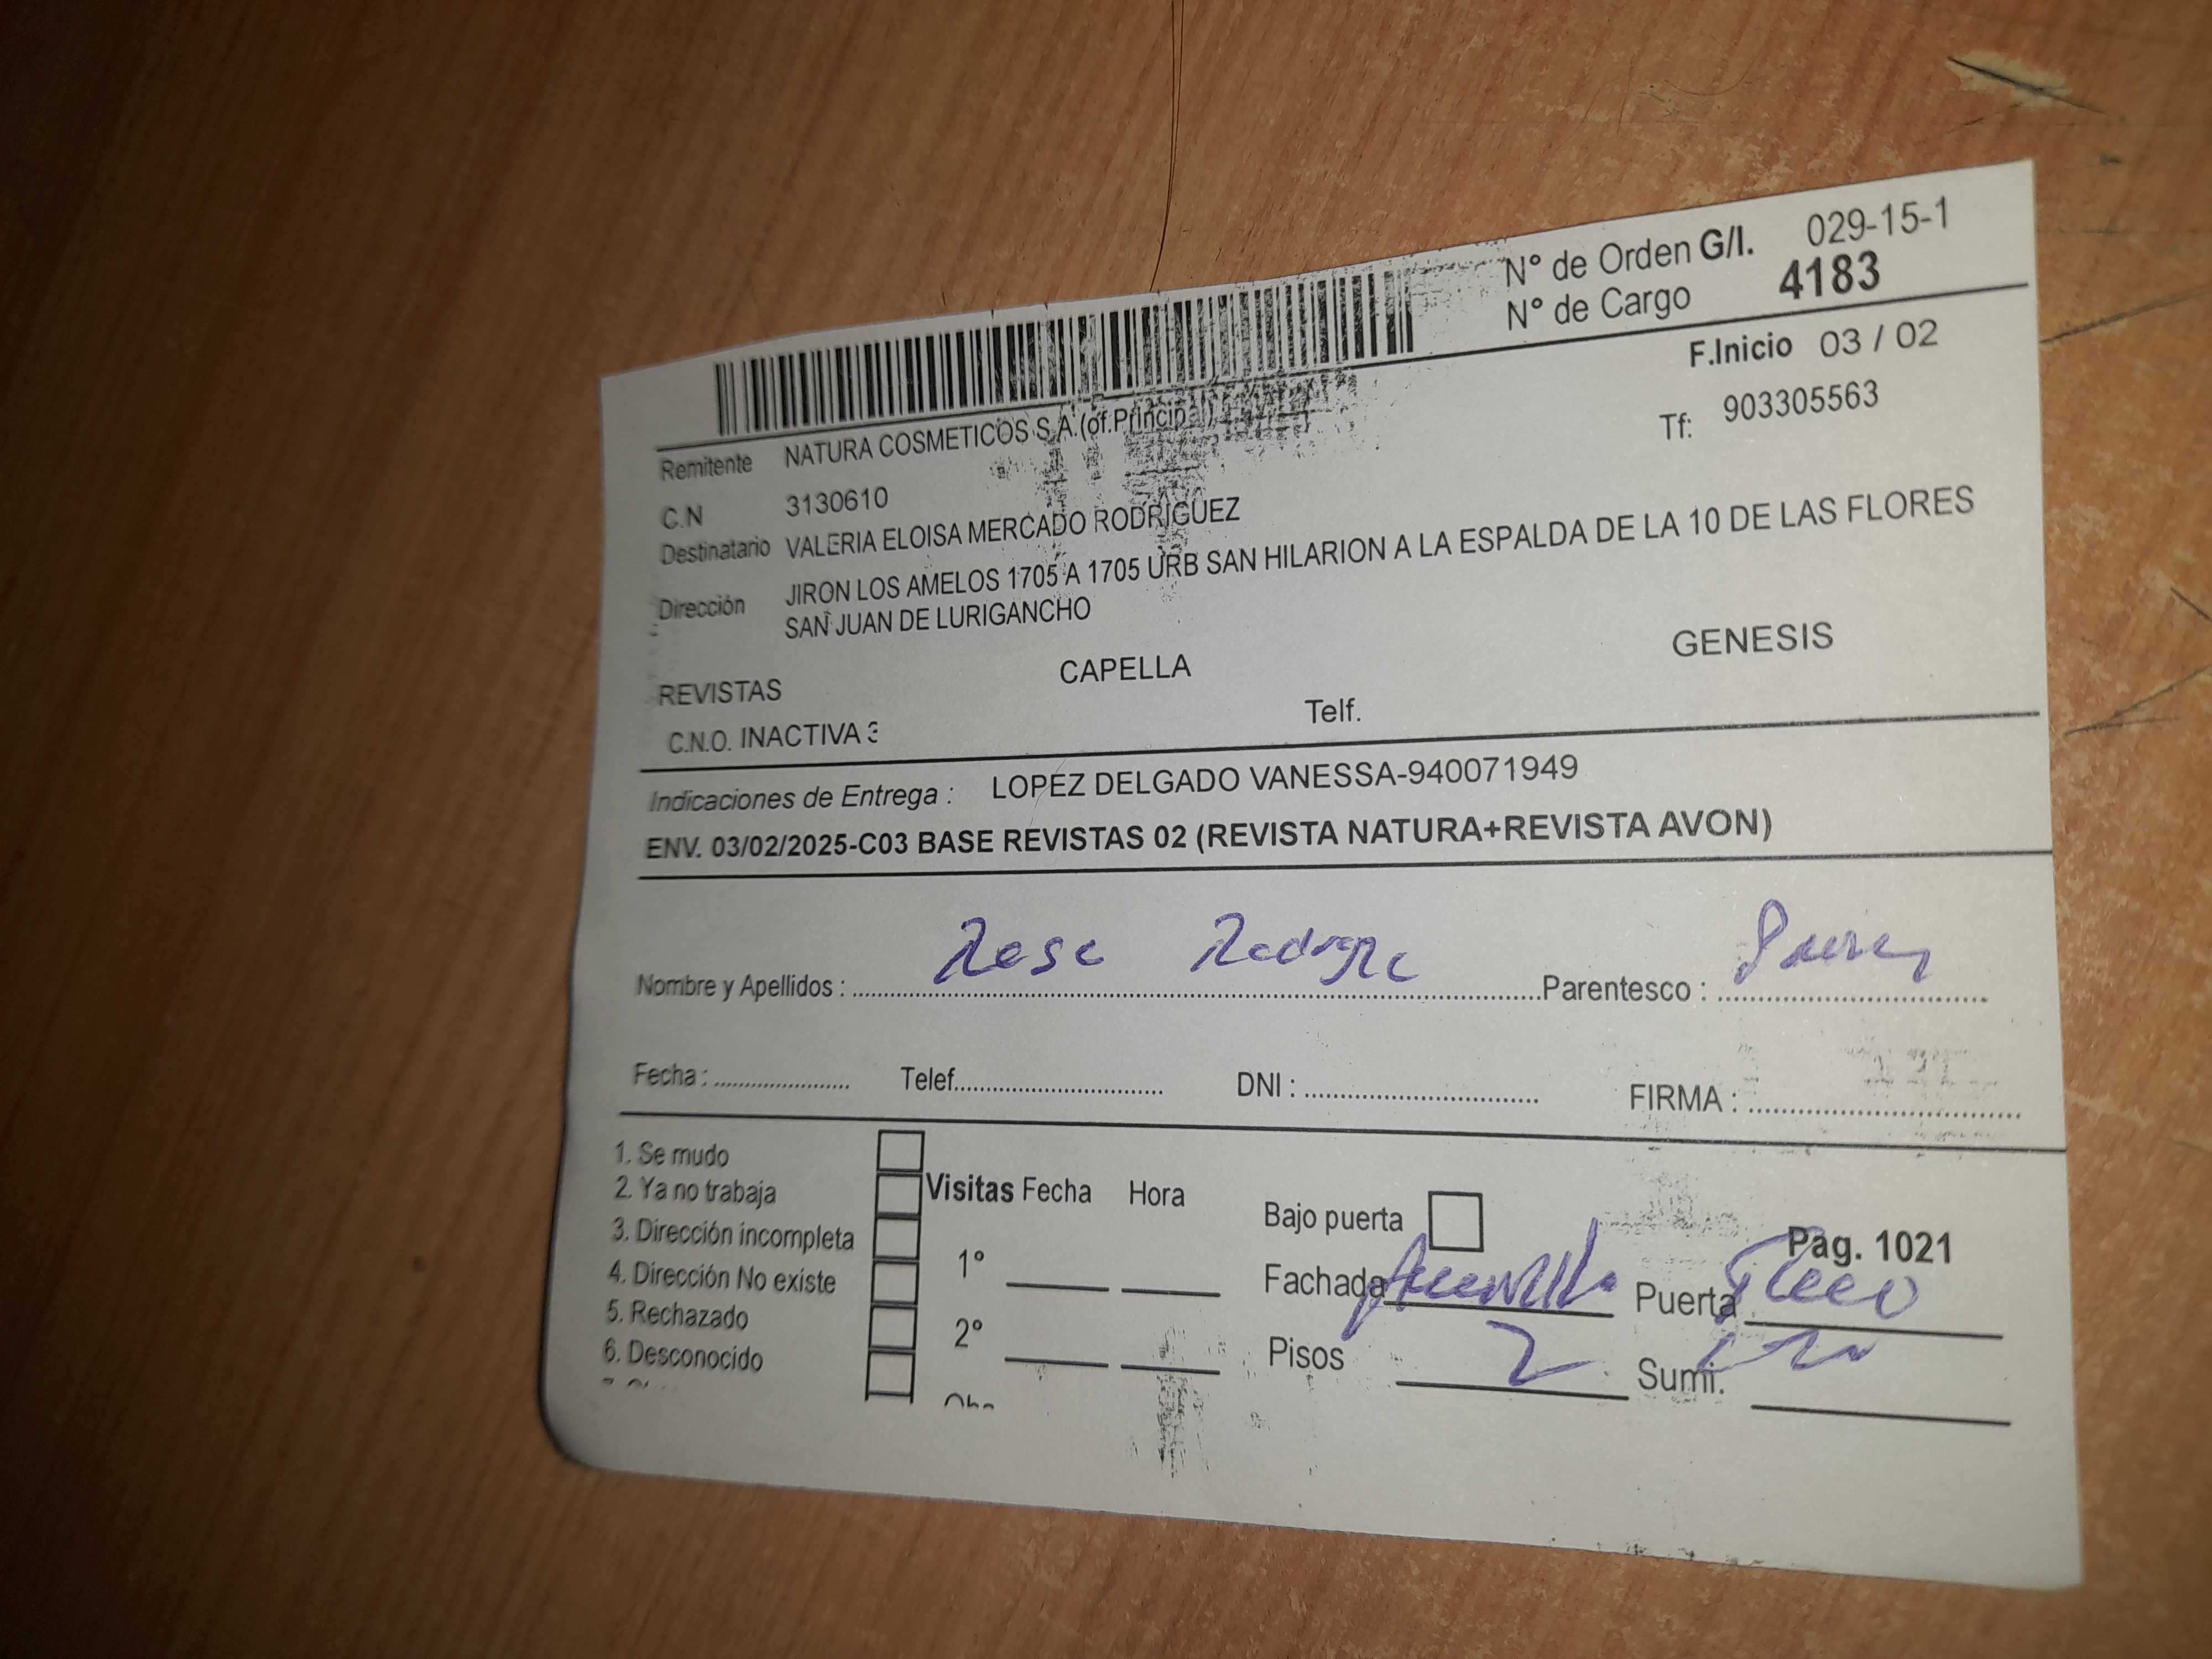 N° de Orden G/I. 029-15-1
N° de Cargo 4183
F.Inicio 03 / 02
Remitente NATURA COSMETICOS S.A.(of.Principal)
Tf: 903305563
C.N 3130610
Destinatario VALERIA ELOISA MERCADO RODRIGUEZ
Dirección JIRON LOS AMELOS 1705 A 1705 URB SAN HILARION A LA ESPALDA DE LA 10 DE LAS FLORES
SAN JUAN DE LURIGANCHO
REVISTAS CAPELLA GENESIS
C.N.O. INACTIVA 3 Telf.
Indicaciones de Entrega : LOPEZ DELGADO VANESSA-940071949
ENV. 03/02/2025-C03 BASE REVISTAS 02 (REVISTA NATURA+REVISTA AVON)
Nombre y Apellidos : Parentesco :
Fecha : Telef. DNI : FIRMA :
1. Se mudo
2. Ya no trabaja
3. Dirección incompleta
4. Dirección No existe
5. Rechazado
6. Desconocido
Visitas Fecha Hora
1°
2°
Bajo puerta
Pag. 1021
Fachada Puerta
Pisos 2 Sumi.